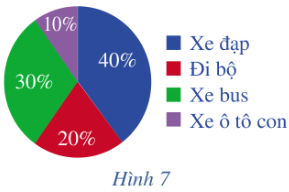 10%
40%
30%
20%
Xe đạp
Đi bộ
Xe bus
Xe ô tô con
Hình 7